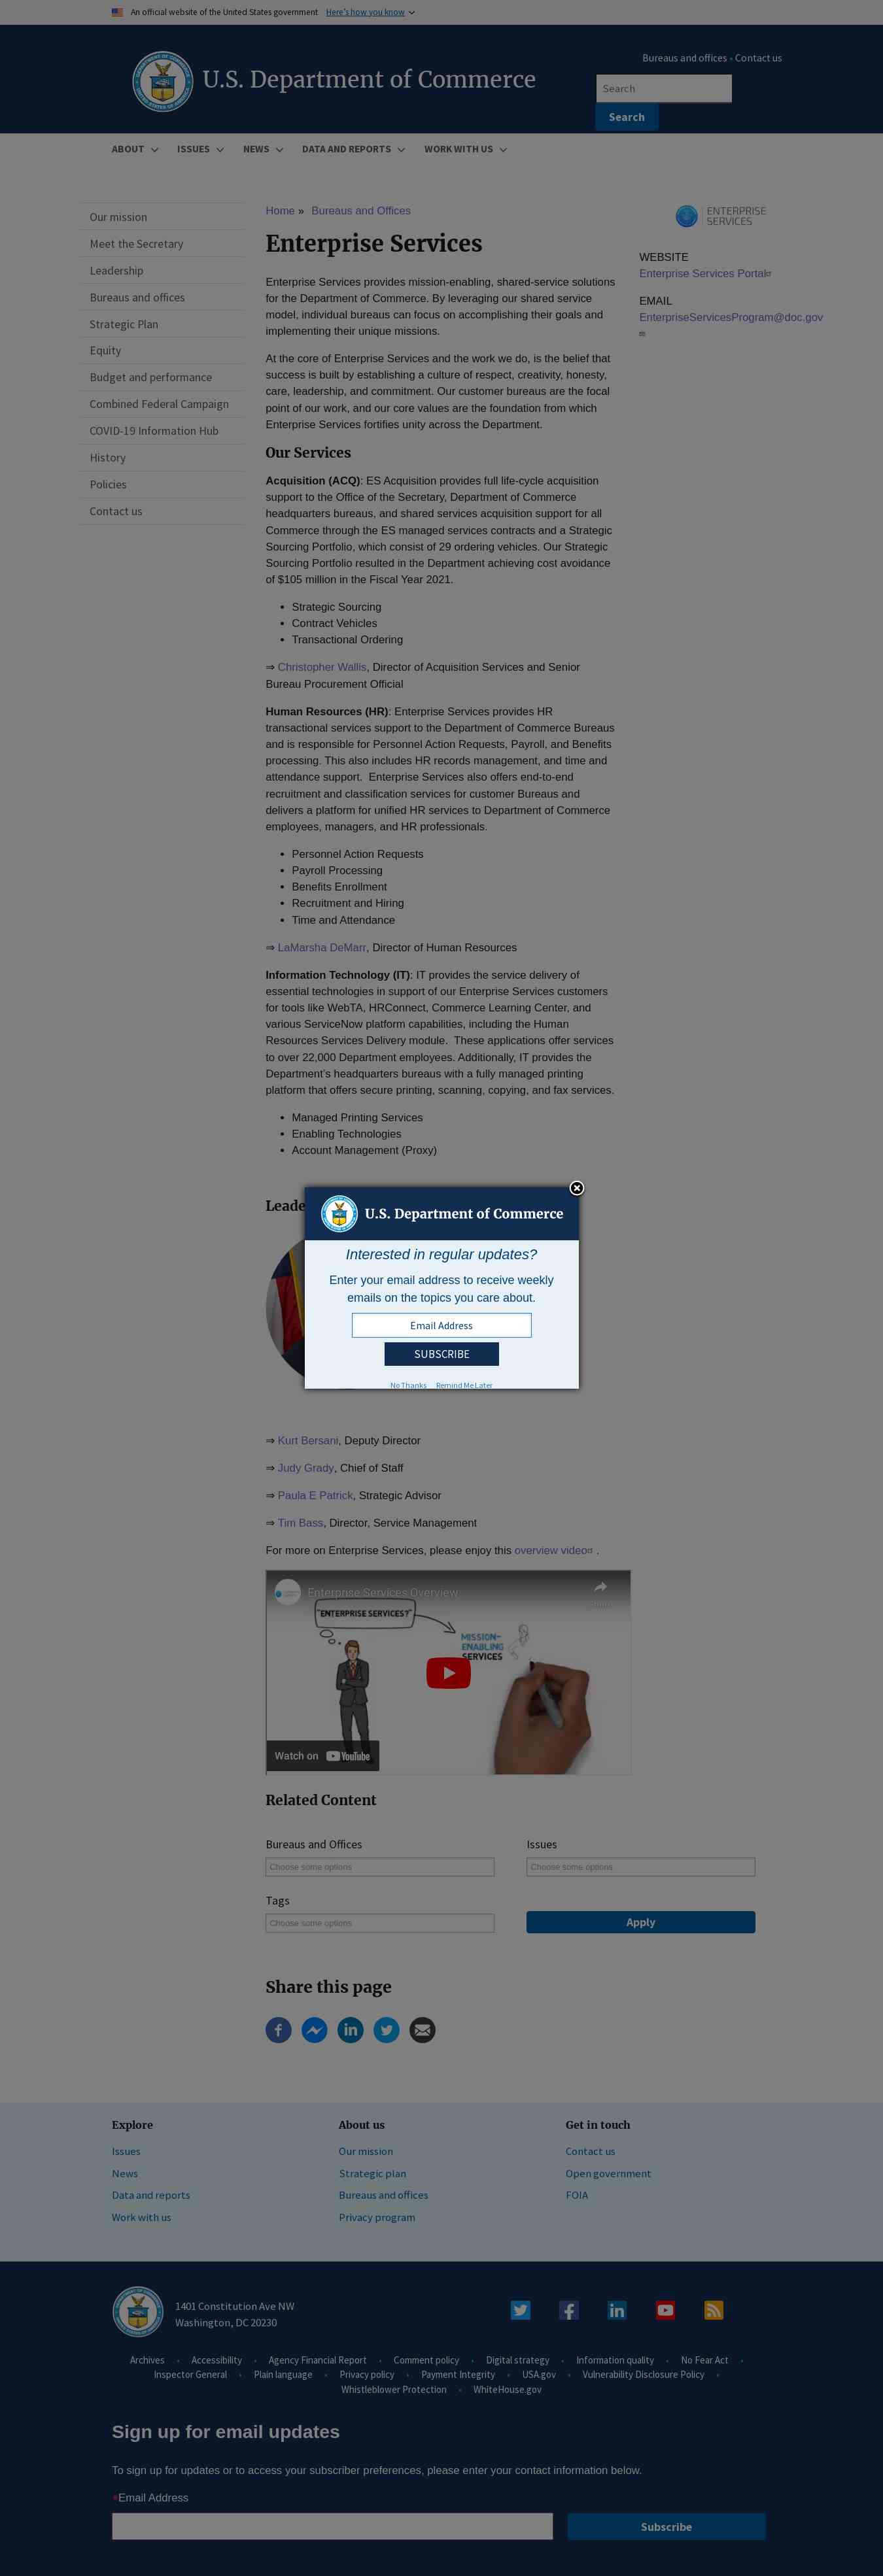 An official website of the United States government Here's how you know
Bureaus and offices • Contact us
U.S. Department of Commerce
Search
Search
ABOUT ISSUES NEWS DATA AND REPORTS WORK WITH US
Our mission
Meet the Secretary
Leadership
Bureaus and offices
Strategic Plan
Equity
Budget and performance
Combined Federal Campaign
COVID-19 Information Hub
History
Policies
Contact us
Home » Bureaus and Offices
Enterprise Services
Enterprise Services provides mission-enabling, shared-service solutions
for the Department of Commerce. By leveraging our shared service
model, individual bureaus can focus on accomplishing their goals and
implementing their unique missions.
At the core of Enterprise Services and the work we do, is the belief that
success is built by establishing a culture of respect, creativity, honesty,
care, leadership, and commitment. Our customer bureaus are the focal
point of our work, and our core values are the foundation from which
Enterprise Services fortifies unity across the Department.
Our Services
Acquisition (ACQ): ES Acquisition provides full life-cycle acquisition
support to the Office of the Secretary, Department of Commerce
headquarters bureaus, and shared services acquisition support for all
Commerce through the ES managed services contracts and a Strategic
Sourcing Portfolio, which consist of 29 ordering vehicles. Our Strategic
Sourcing Portfolio resulted in the Department achieving cost avoidance
of $105 million in the Fiscal Year 2021.
• Strategic Sourcing
• Contract Vehicles
• Transactional Ordering
⇒ Christopher Wallis, Director of Acquisition Services and Senior
Bureau Procurement Official
Human Resources (HR): Enterprise Services provides HR
transactional services support to the Department of Commerce Bureaus
and is responsible for Personnel Action Requests, Payroll, and Benefits
processing. This also includes HR records management, and time and
attendance support. Enterprise Services also offers end-to-end
recruitment and classification services for customer Bureaus and
delivers a platform for unified HR services to Department of Commerce
employees, managers, and HR professionals.
• Personnel Action Requests
• Payroll Processing
• Benefits Enrollment
• Recruitment and Hiring
• Time and Attendance
⇒ LaMarsha DeMarr, Director of Human Resources
Information Technology (IT): IT provides the service delivery of
essential technologies in support of our Enterprise Services customers
for tools like WebTA, HRConnect, Commerce Learning Center, and
various ServiceNow platform capabilities, including the Human
Resources Services Delivery module. These applications offer services
to over 22,000 Department employees. Additionally, IT provides the
Department's headquarters bureaus with a fully managed printing
platform that offers secure printing, scanning, copying, and fax services.
• Managed Printing Services
• Enabling Technologies
• Account Management (Proxy)
Leade
U.S. Department of Commerce
Interested in regular updates?
Enter your email address to receive weekly
emails on the topics you care about.
Email Address
SUBSCRIBE
No Thanks Remind Me Later
⇒ Kurt Bersani, Deputy Director
⇒ Judy Grady, Chief of Staff
⇒ Paula E Patrick, Strategic Advisor
⇒ Tim Bass, Director, Service Management
For more on Enterprise Services, please enjoy this overview video .
Enterprise Services Overview
Share
"ENTERPRISE SERVICES?"
MISSION-
ENABLING
SERVICES
Watch on YouTube
ENTERPRISE
SERVICES
WEBSITE
Enterprise Services Portal
EMAIL
EnterpriseServicesProgram@doc.gov
Related Content
Bureaus and Offices Issues
Choose some options Choose some options
Tags
Choose some options Apply
Share this page
Explore
Issues
News
Data and reports
Work with us
About us
Our mission
Strategic plan
Bureaus and offices
Privacy program
Get in touch
Contact us
Open government
FOIA
1401 Constitution Ave NW
Washington, DC 20230
Archives • Accessibility • Agency Financial Report • Comment policy • Digital strategy • Information quality • No Fear Act •
Inspector General • Plain language • Privacy policy • Payment Integrity • USA.gov • Vulnerability Disclosure Policy •
Whistleblower Protection • WhiteHouse.gov
Sign up for email updates
To sign up for updates or to access your subscriber preferences, please enter your contact information below.
*Email Address
Subscribe